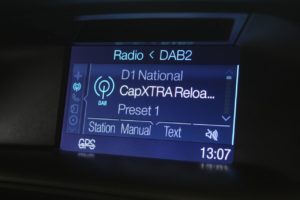 Radio < DAB2
D1 National
CapXTRA Reloa...
DAB
Preset 1
Station Manual Text
GPS
13:07